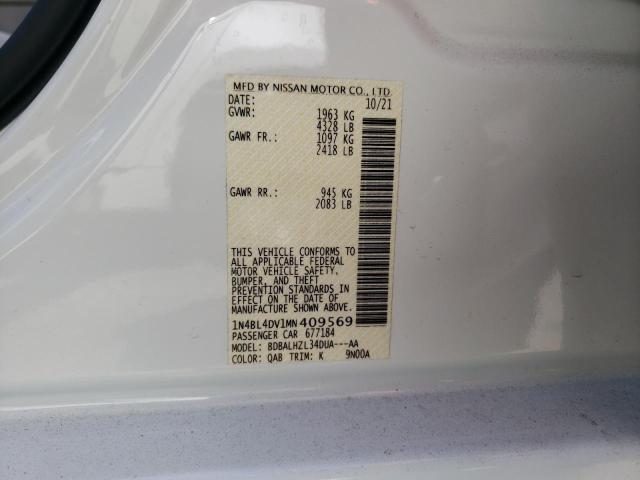 MFD BY NISSAN MOTOR CO., LTD
DATE: 10/21
GVWR: 1963 KG
4328 LB
GAWR FR.: 1097 KG
2418 LB
GAWR RR.: 945 KG
2083 LB
THIS VEHICLE CONFORMS TO
ALL APPLICABLE FEDERAL
MOTOR VEHICLE SAFETY,
BUMPER, AND THEFT
PREVENTION STANDARDS IN
EFFECT ON THE DATE OF
MANUFACTURE SHOWN ABOVE.
1N4BL4DV1MN409569
PASSENGER CAR 677184
MODEL: BDBALHZL34DUA---AA
COLOR: QAB TRIM: K 9N00A